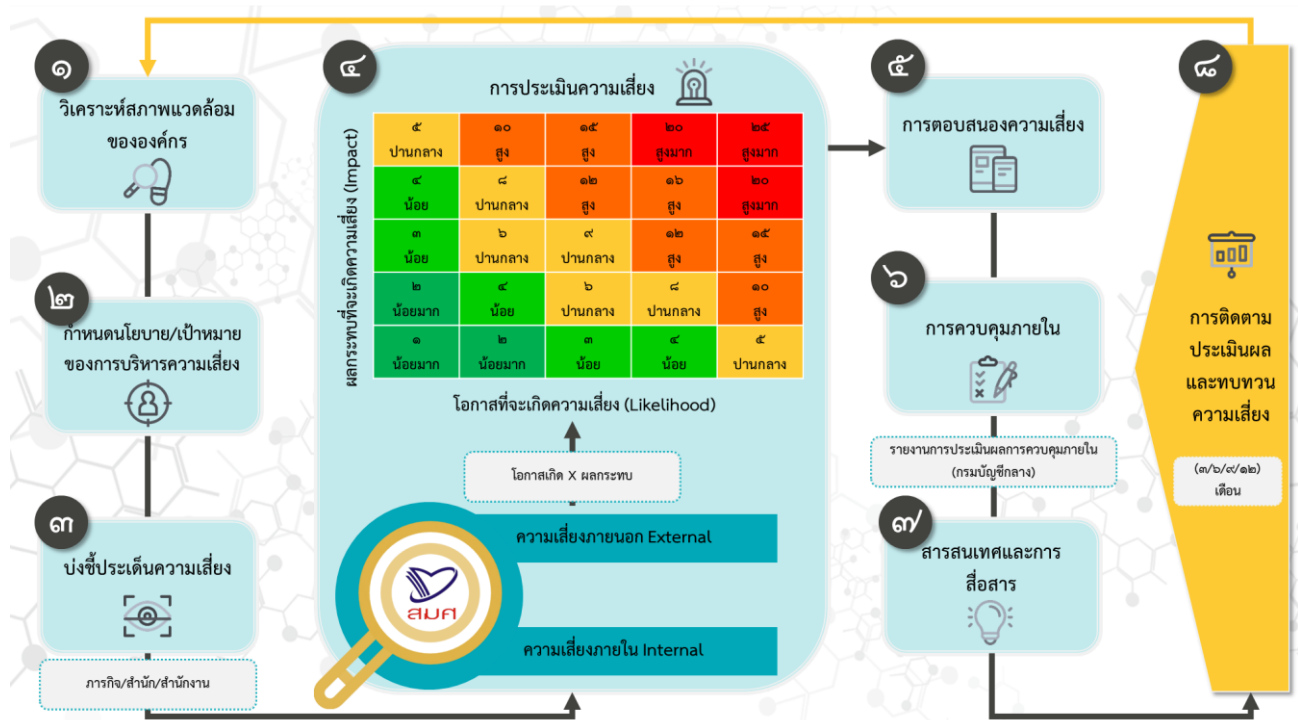 ๑
วิเคราะห์สภาพแวดล้อม
ขององค์กร
๒
กำหนดนโยบาย/เป้าหมาย
ของการบริหารความเสี่ยง
๓
บ่งชี้ประเด็นความเสี่ยง
ภารกิจ/สำนัก/สำนักงาน
๔
การประเมินความเสี่ยง
ผลกระทบที่จะเกิดความเสี่ยง (Impact)
๕ ๑๐ ๑๕ ๒๐ ๒๕
ปานกลาง สูง สูง สูงมาก สูงมาก
๔ ๘ ๑๒ ๑๖ ๒๐
น้อย ปานกลาง สูง สูง สูงมาก
๓ ๖ ๙ ๑๒ ๑๕
น้อย ปานกลาง ปานกลาง สูง สูง
๒ ๔ ๖ ๘ ๑๐
น้อยมาก น้อย ปานกลาง ปานกลาง สูง
๑ ๒ ๓ ๔ ๕
น้อยมาก น้อยมาก น้อย น้อย ปานกลาง
โอกาสที่จะเกิดความเสี่ยง (Likelihood)
โอกาสเกิด X ผลกระทบ
ความเสี่ยงภายนอก External
สมศ
ความเสี่ยงภายใน Internal
๕
การตอบสนองความเสี่ยง
๖
การควบคุมภายใน
รายงานการประเมินผลการควบคุมภายใน
(กรมบัญชีกลาง)
๗
สารสนเทศและการ
สื่อสาร
๘
การติดตาม
ประเมินผล
และทบทวน
ความเสี่ยง
(๓/๖/๙/๑๒)
เดือน